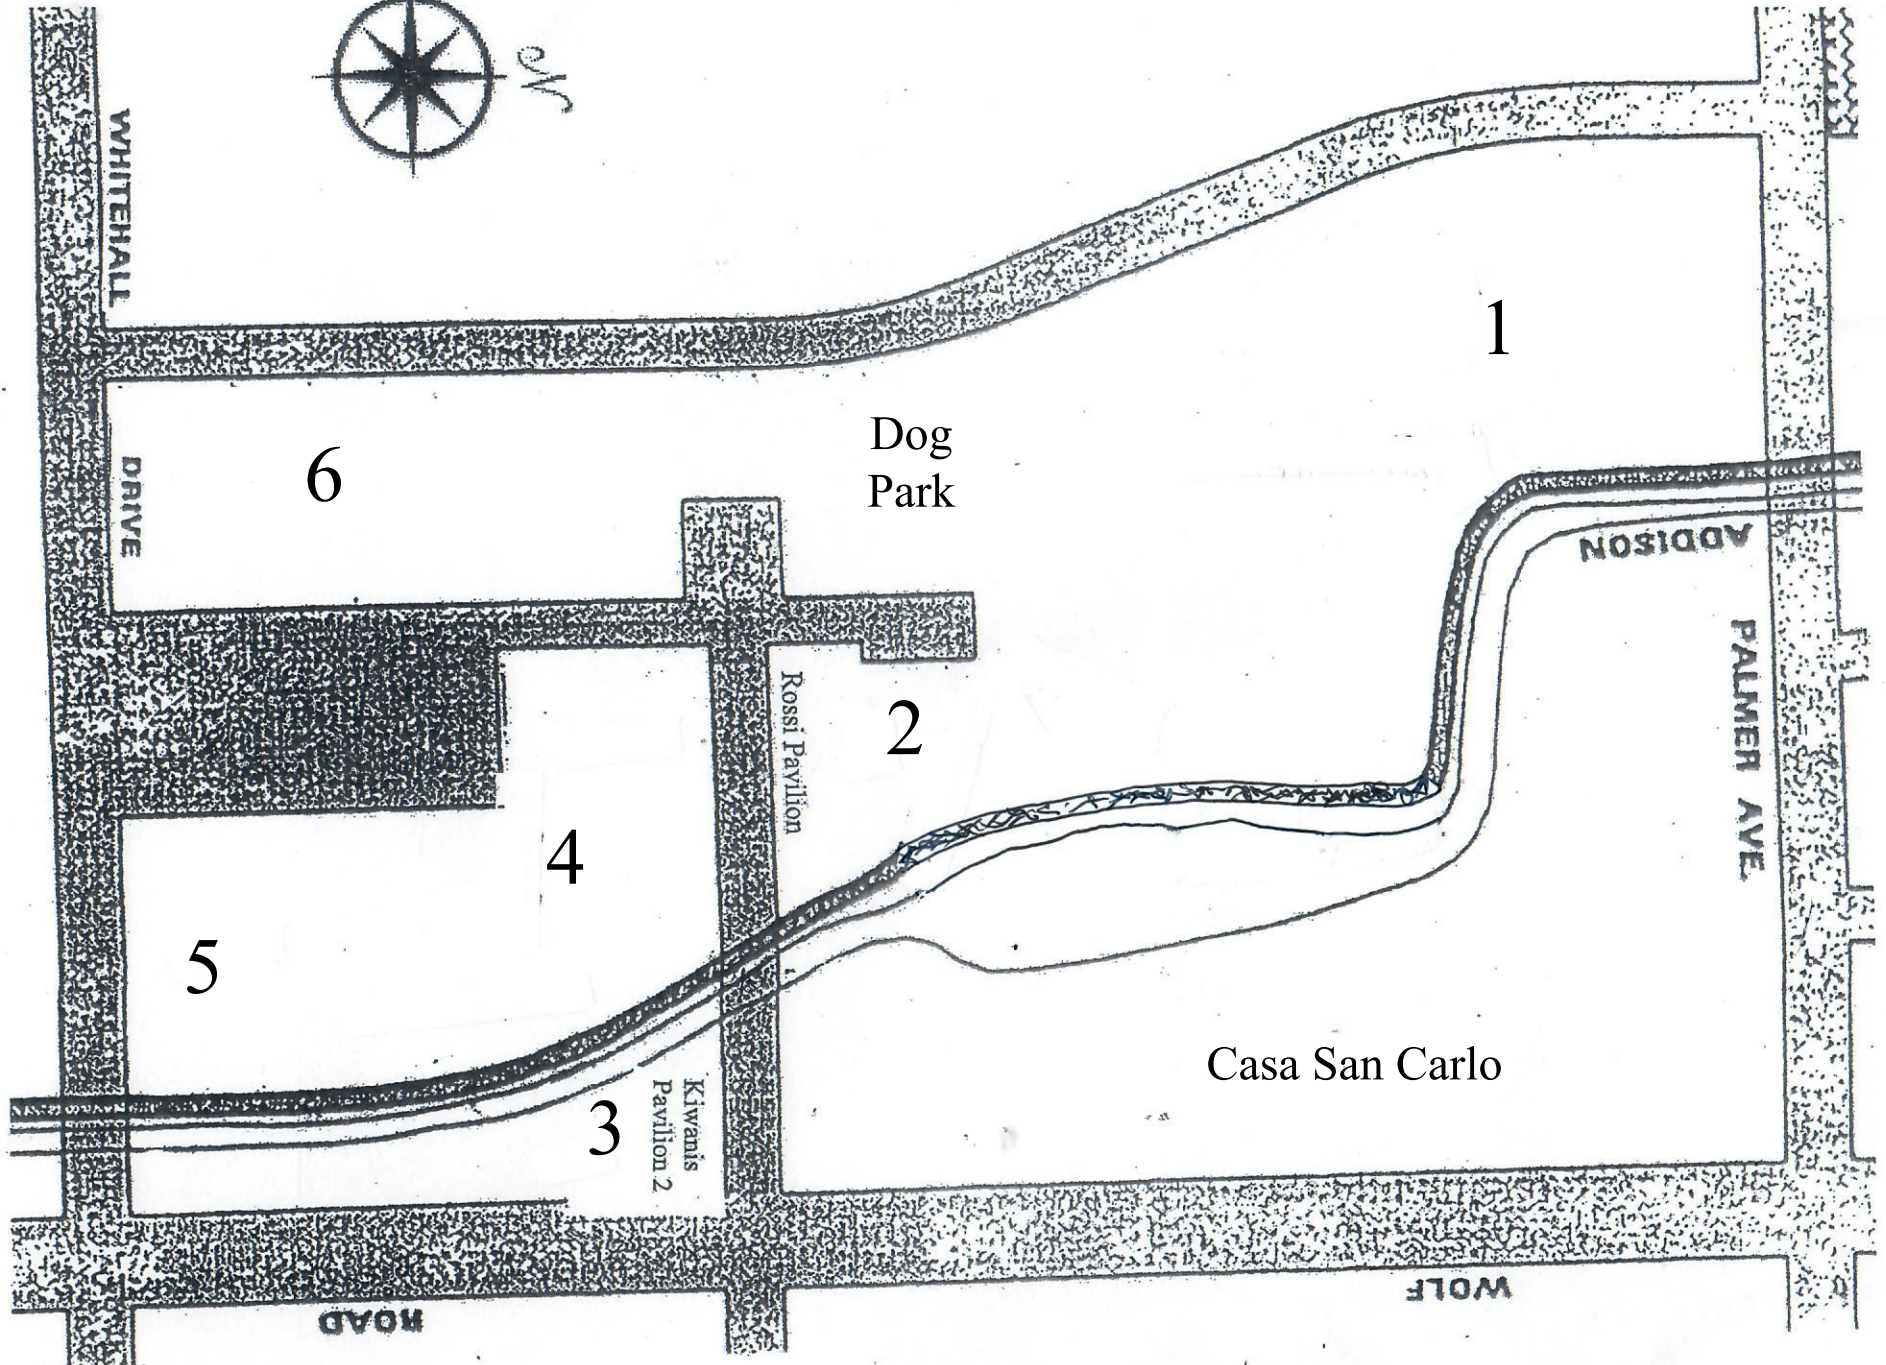 N
WHITEHALL
DRIVE
1
6
Dog
Park
ADDISON
PALMER AVE.
Rossi Pavilion
2
4
5
Casa San Carlo
3
Kiwanis
Pavilion 2
ROAD
WOLF